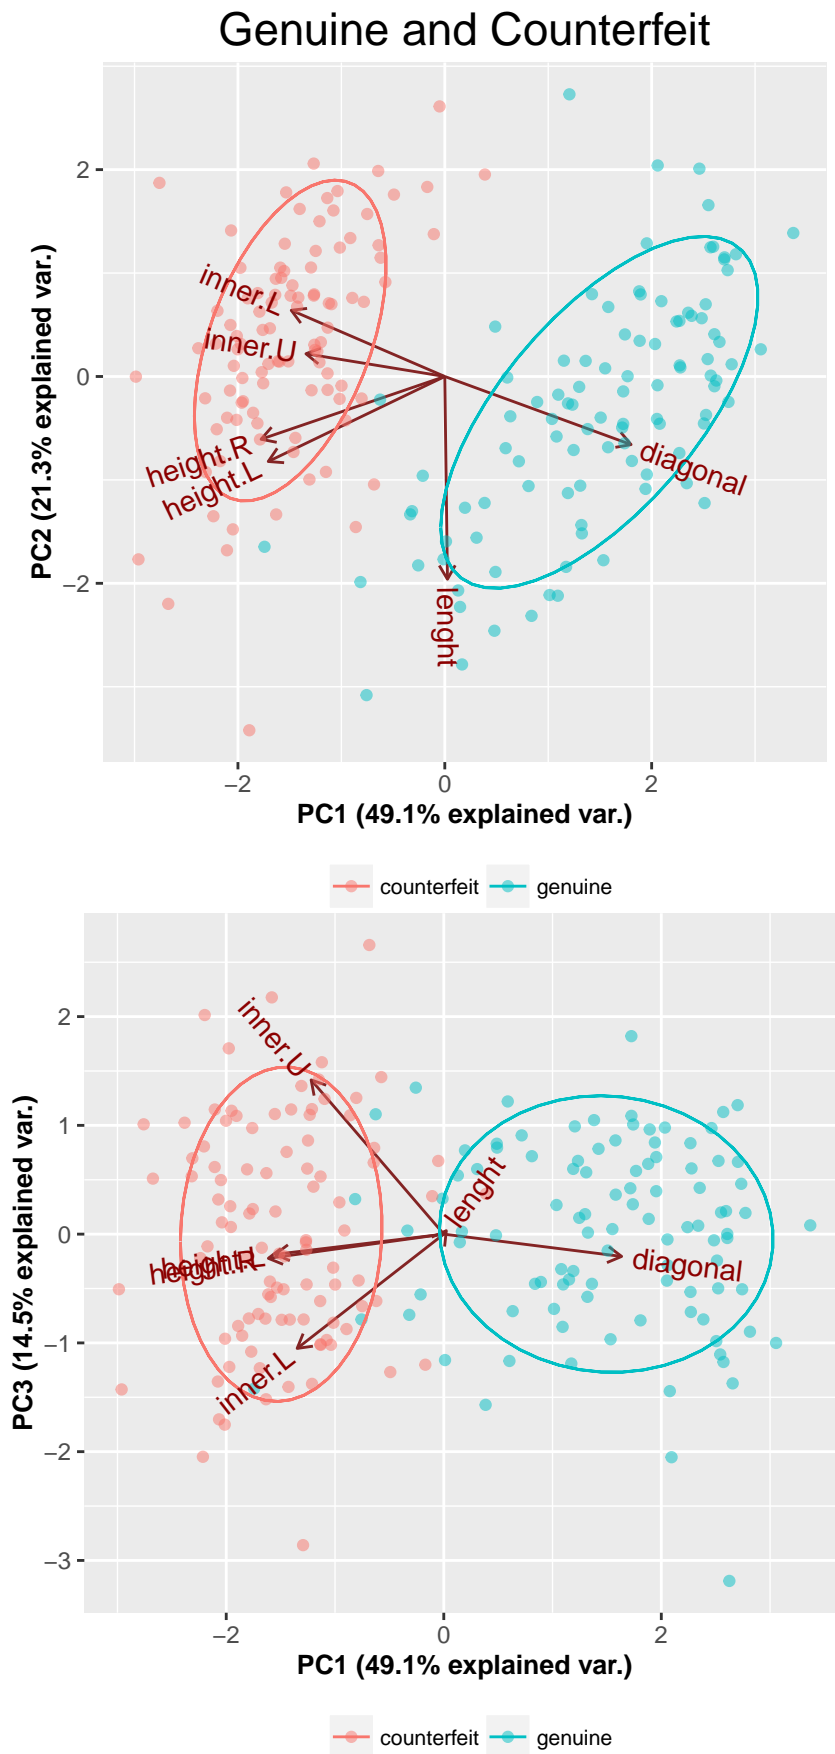 Genuine and Counterfeit
2
0
−2
PC2 (21.3% explained var.)
inner.L
inner.U
height.R
height.L
diagonal
lenght
−2
0
2
PC1 (49.1% explained var.)
counterfeit
genuine
2
1
0
−1
−2
−3
PC3 (14.5% explained var.)
inner.U
lenght
height.L
height.R
diagonal
inner.L
−2
0
2
PC1 (49.1% explained var.)
counterfeit
genuine